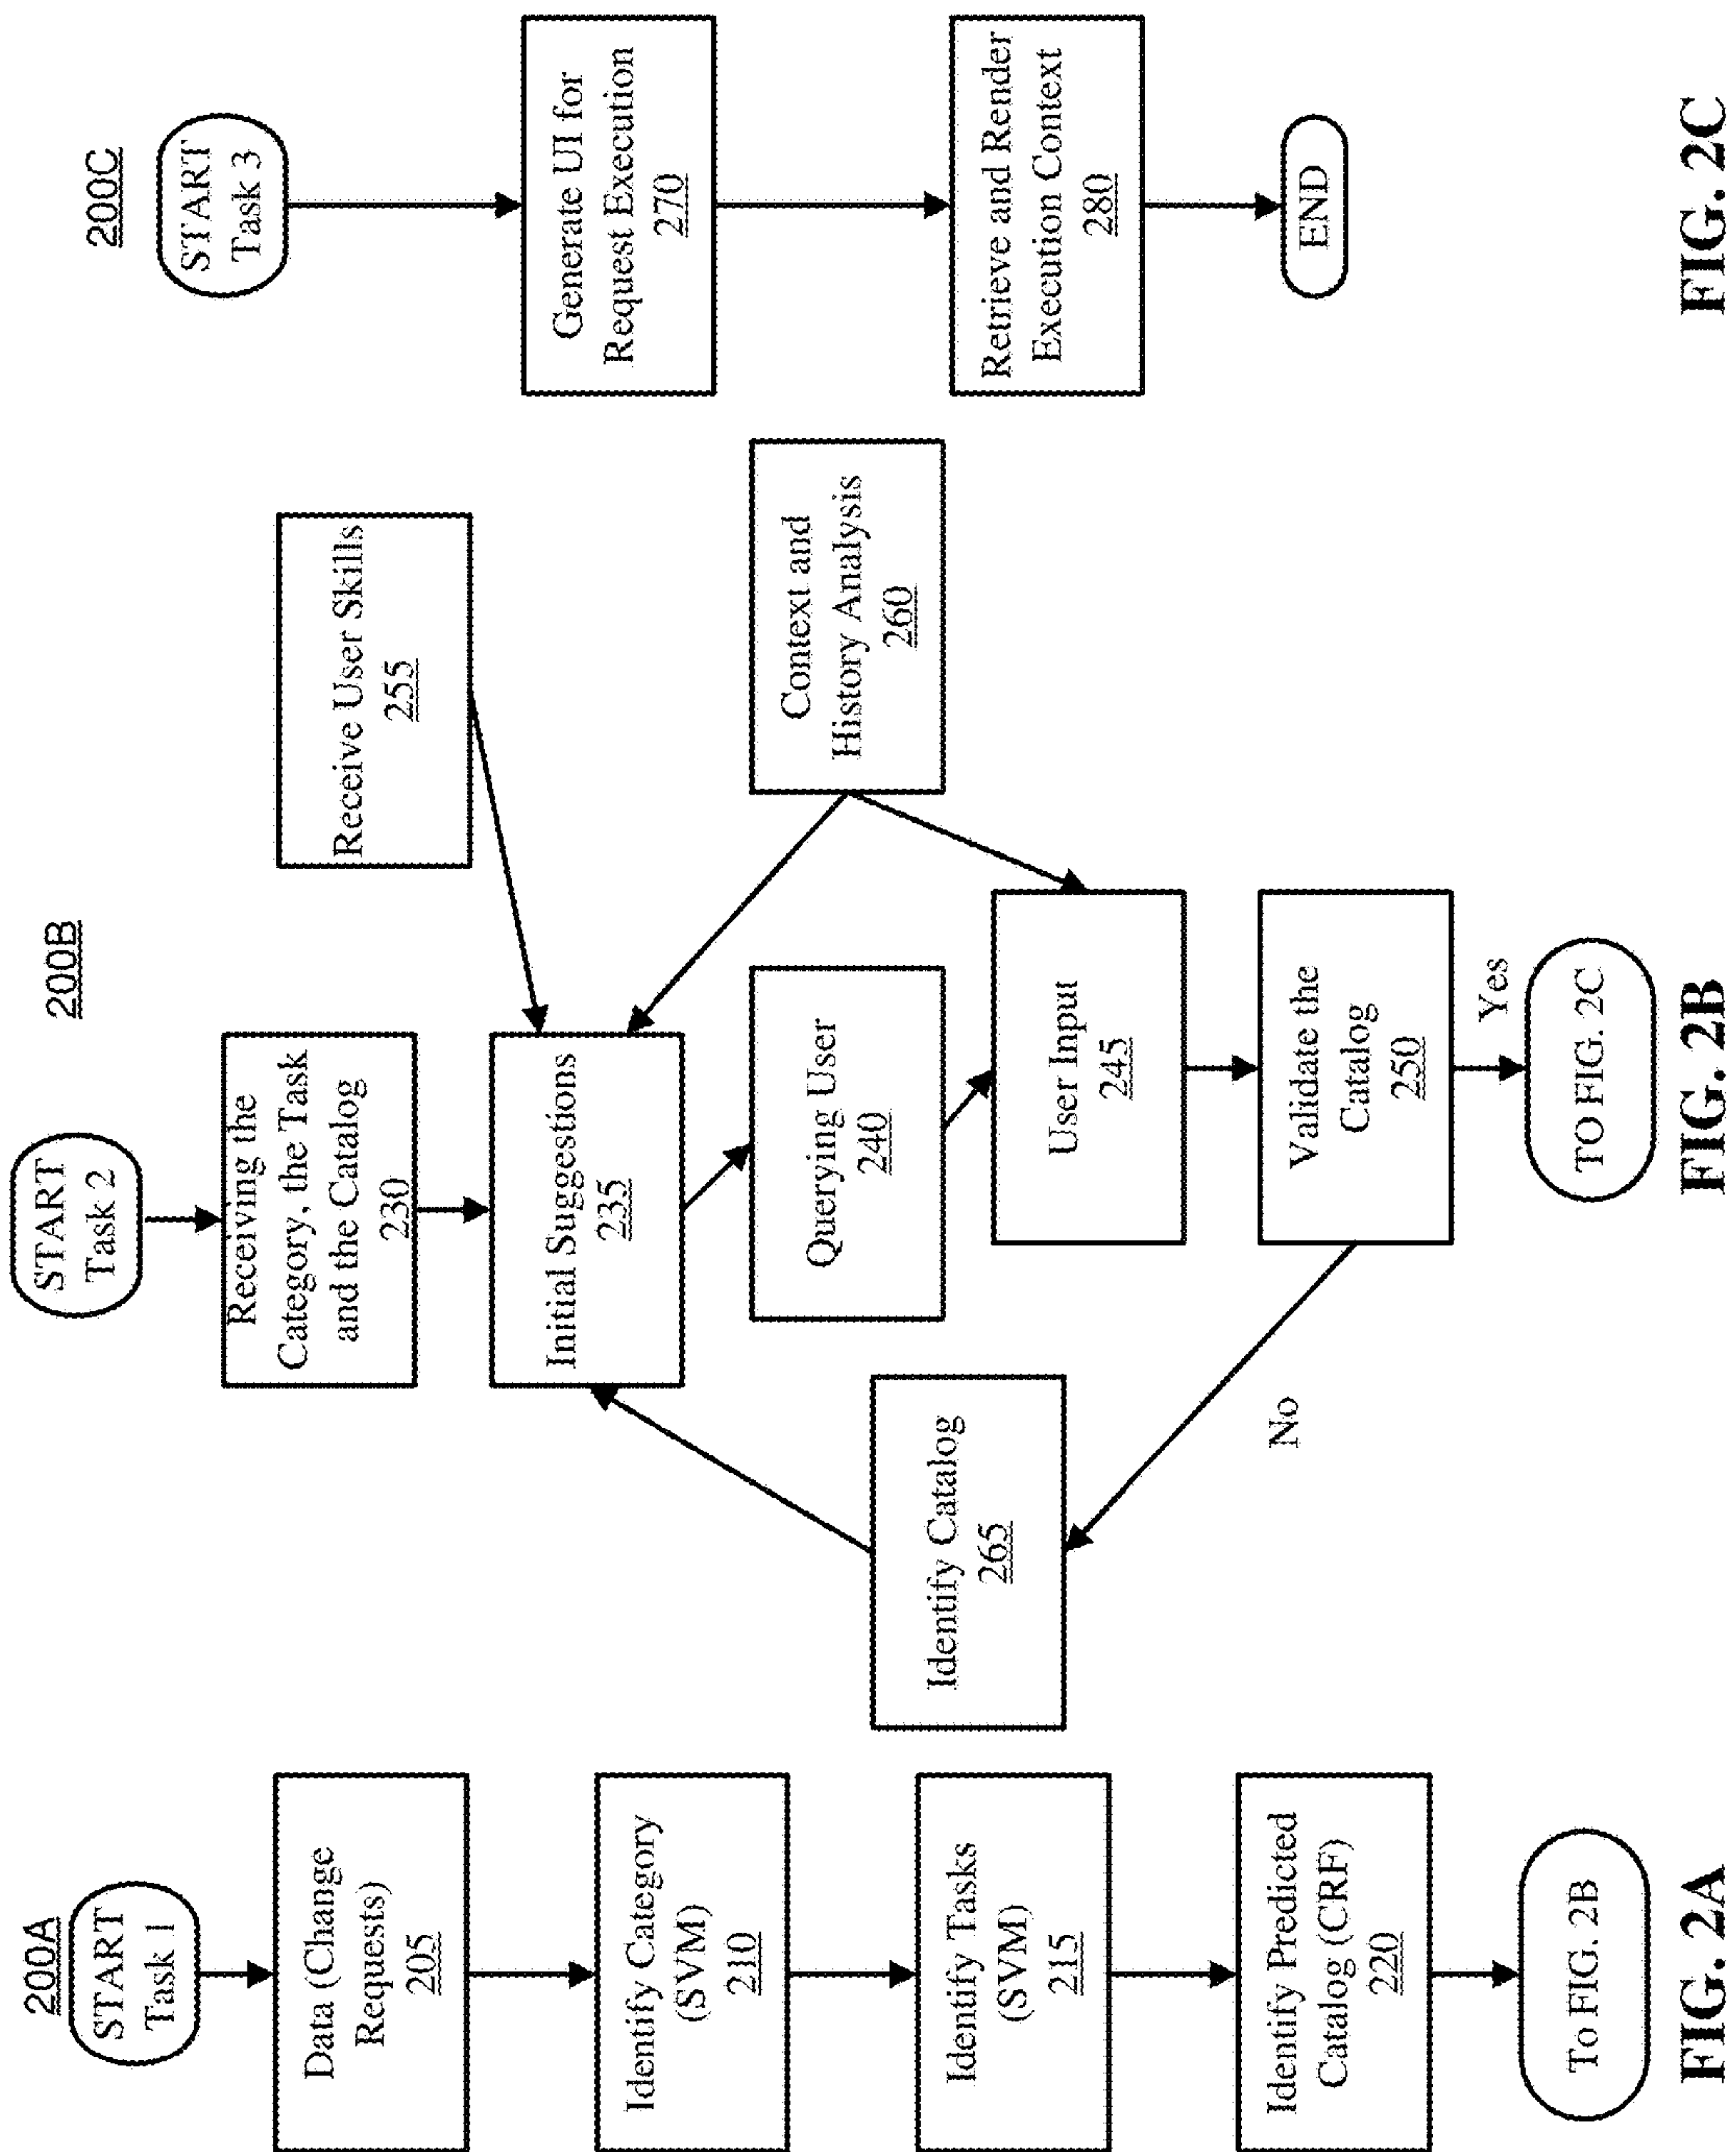 200A
START
Task 1
Data (Change
Requests)
205
Identify Category
(SVM)
210
Identify Tasks
(SVM)
215
Identify Predicted
Catalog (CRF)
220
To FIG. 2B
FIG. 2A
200B
START
Task 2
Receiving the
Category, the Task
and the Catalog
230
Initial Suggestions
235
Receive User Skills
255
Querying User
240
Context and
History Analysis
260
Identify Catalog
265
User Input
245
Validate the
Catalog
250
No
Yes
TO FIG. 2C
FIG. 2B
200C
START
Task 3
Generate UI for
Request Execution
270
Retrieve and Render
Execution Context
280
END
FIG. 2C